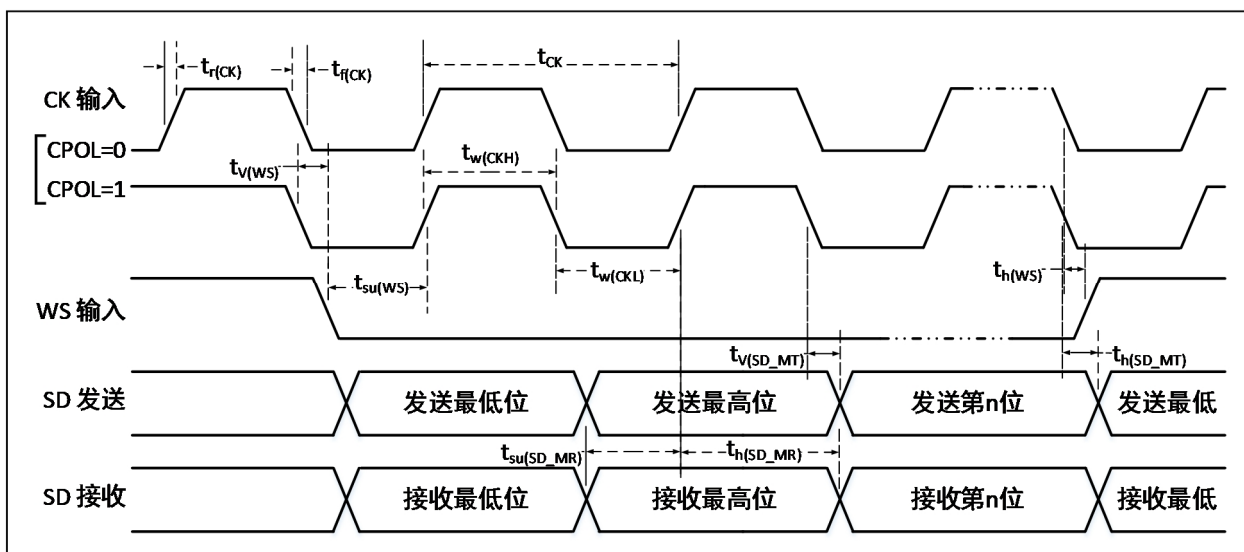 tr(CK)
tf(CK)
tCK
CK 输入
CPOL=0
tV(WS)
tw(CKH)
CPOL=1
tsu(WS)
tw(CKL)
th(WS)
WS 输入
tV(SD_MT)
th(SD_MT)
SD 发送
发送最低位
发送最高位
发送第n位
发送最低
tsu(SD_MR)
th(SD_MR)
SD 接收
接收最低位
接收最高位
接收第n位
接收最低